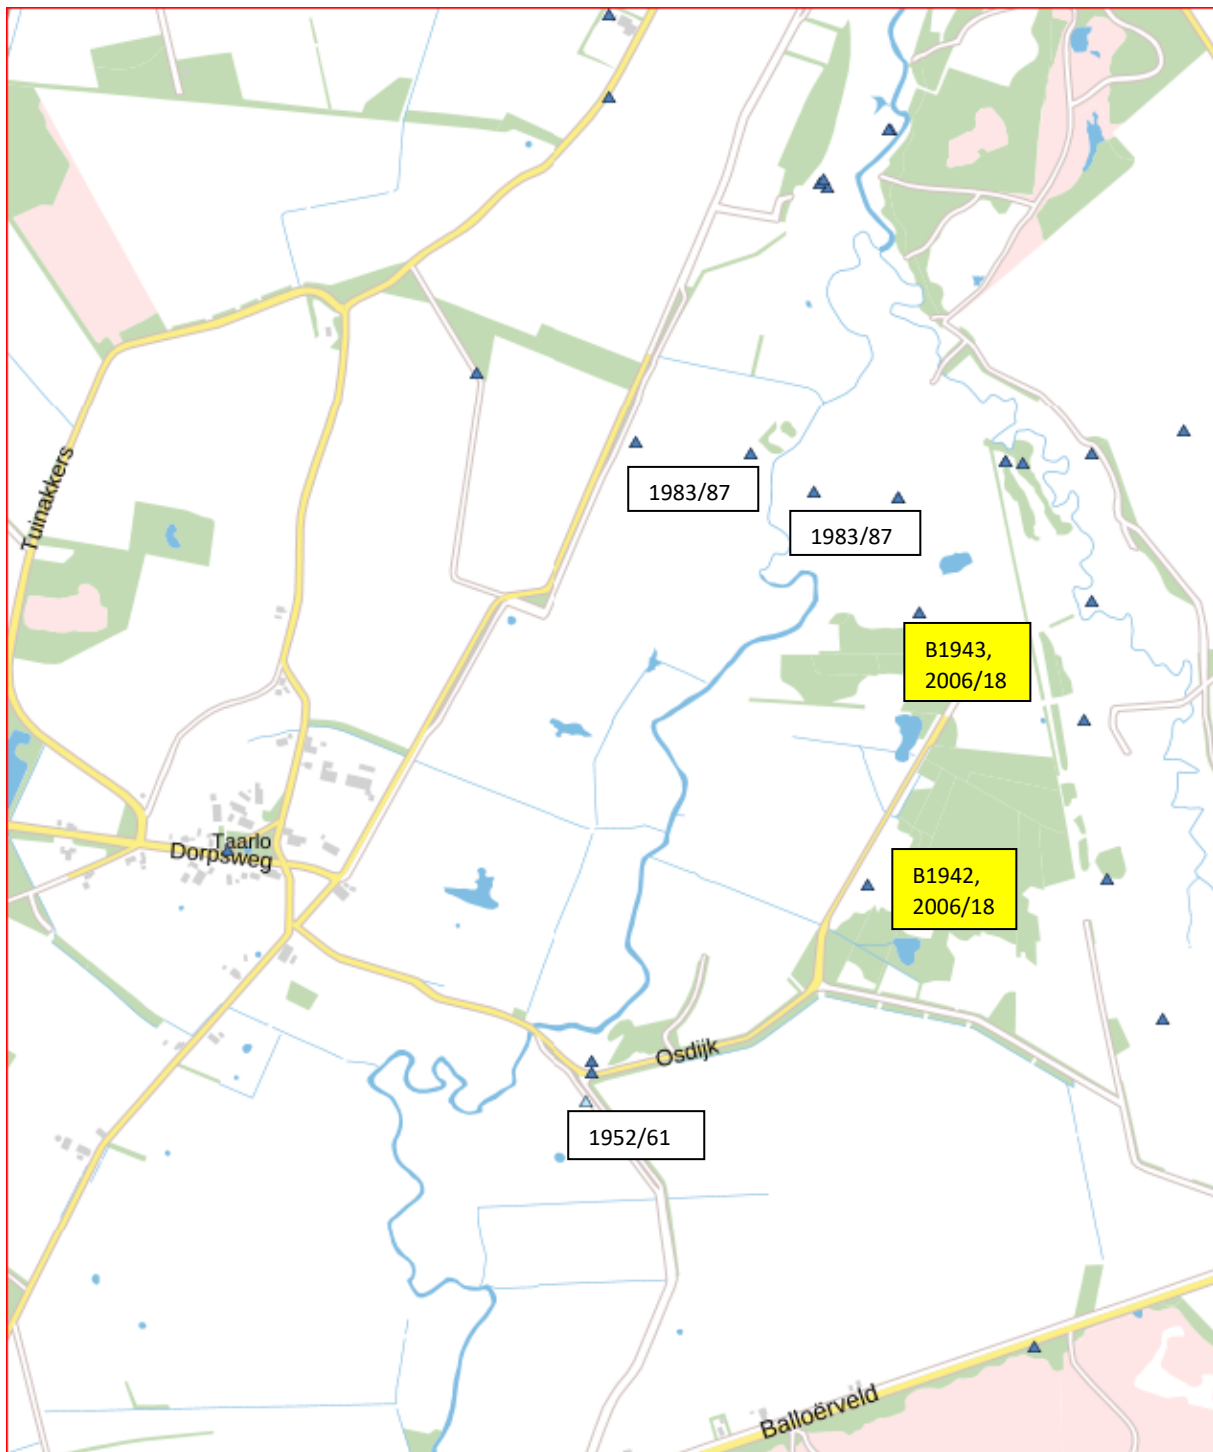 Tuinakkers
1983/87
1983/87
B1943,
2006/18
Taarlo
Dorpsweg
B1942,
2006/18
Osdijk
1952/61
Balloërveld